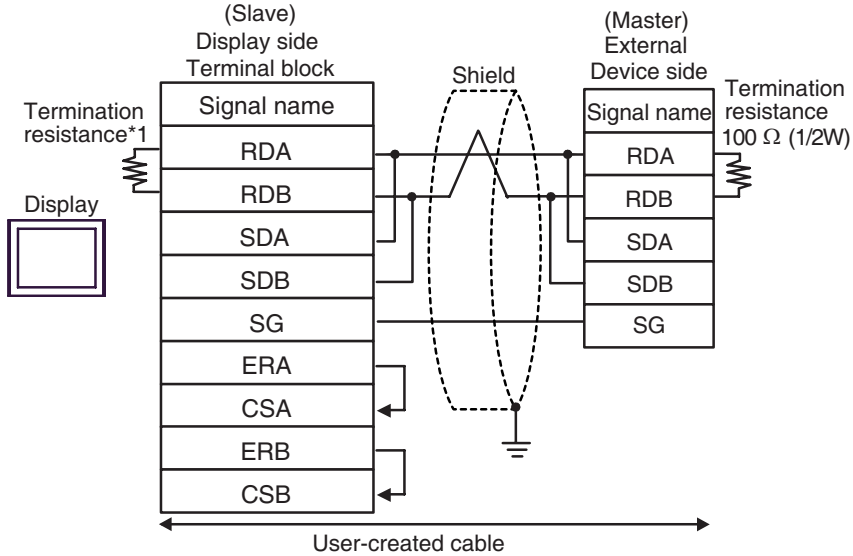 (Slave)
Display side
Terminal block
(Master)
External
Device side
Shield
Termination
resistance*1
Termination
resistance
100 Ω (1/2W)
Display
Signal name
RDA
RDB
SDA
SDB
SG
ERA
CSA
ERB
CSB
Signal name
RDA
RDB
SDA
SDB
SG
User-created cable